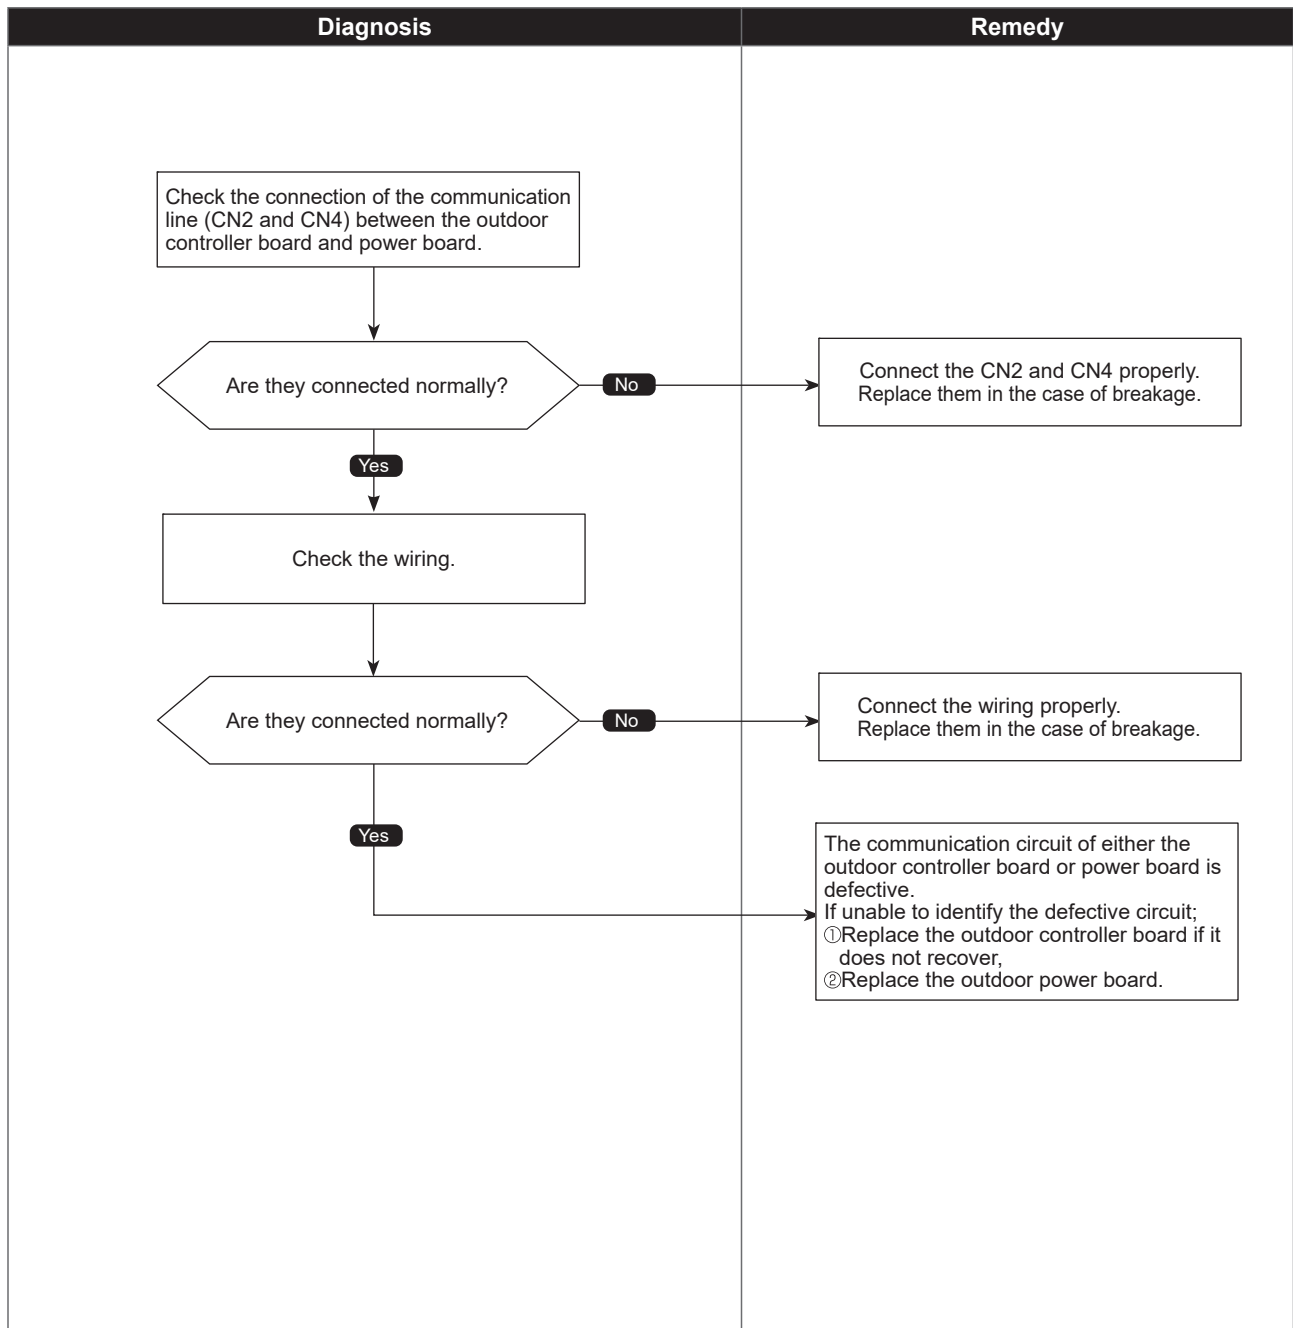 Diagnosis
Remedy
Check the connection of the communication
line (CN2 and CN4) between the outdoor
controller board and power board.
Are they connected normally?
No
Connect the CN2 and CN4 properly.
Replace them in the case of breakage.
Yes
Check the wiring.
Are they connected normally?
No
Connect the wiring properly.
Replace them in the case of breakage.
Yes
The communication circuit of either the
outdoor controller board or power board is
defective.
If unable to identify the defective circuit;
①Replace the outdoor controller board if it
does not recover,
②Replace the outdoor power board.